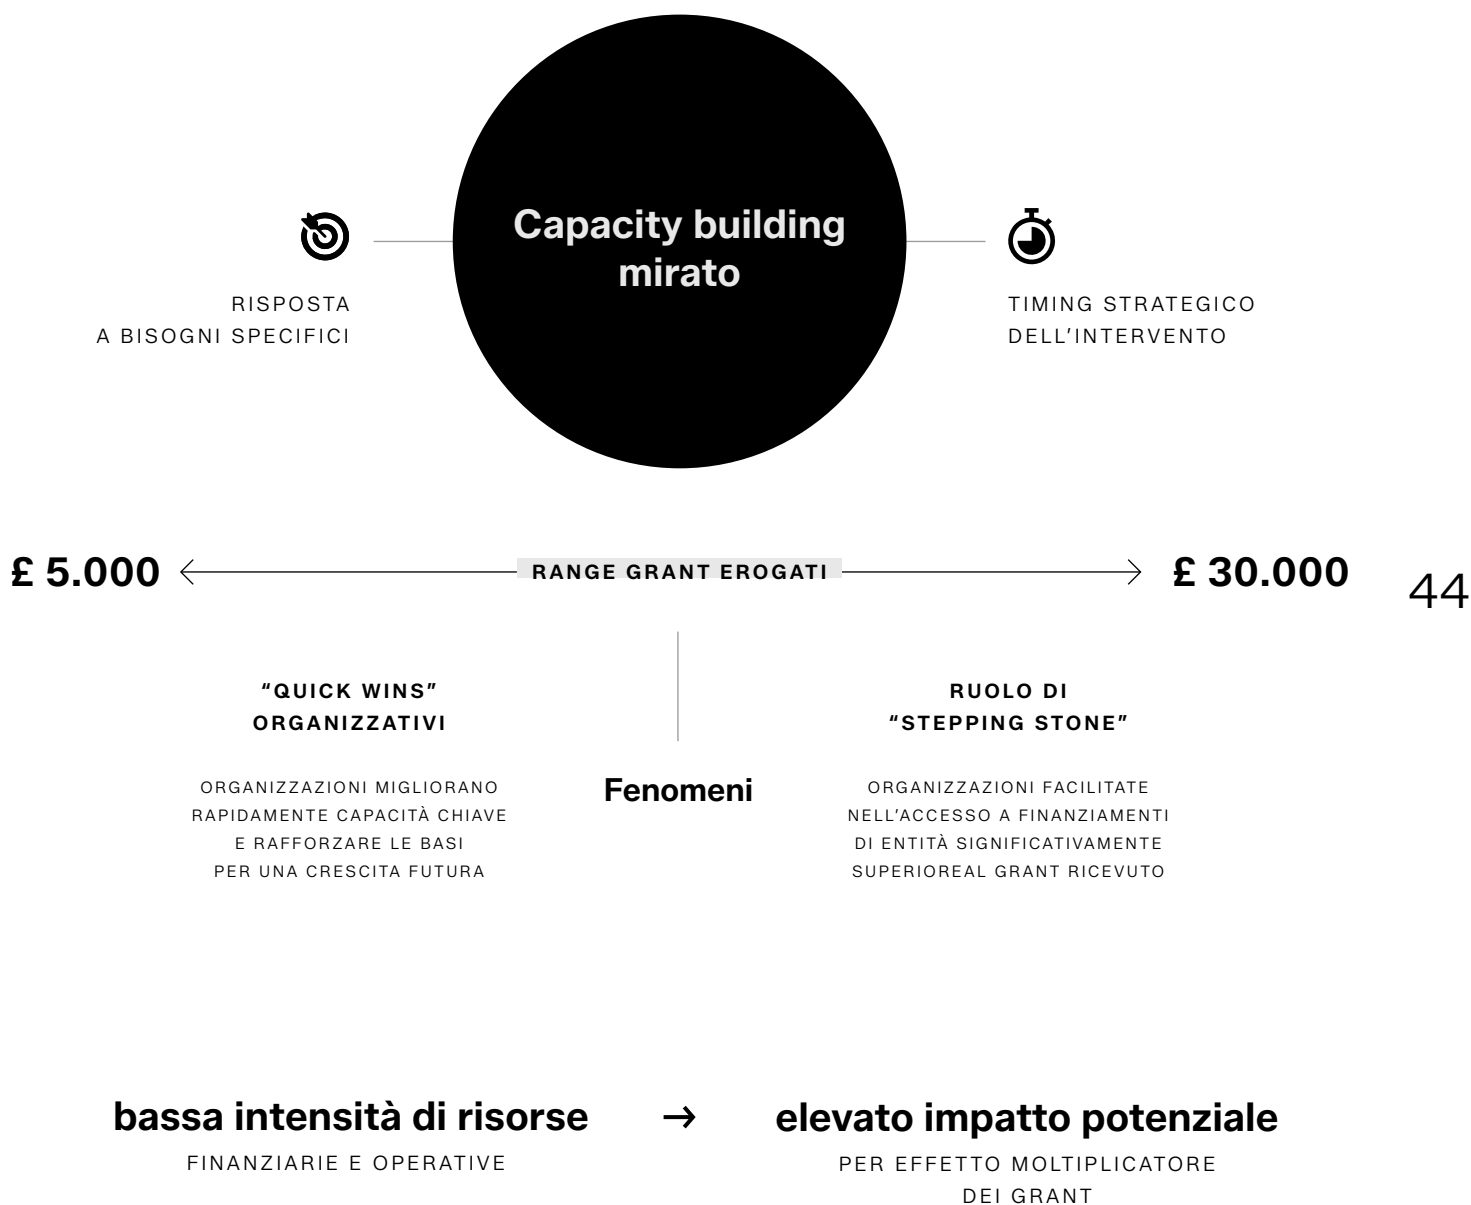 Capacity building
mirato
RISPOSTA
A BISOGNI SPECIFICI
TIMING STRATEGICO
DELL’INTERVENTO
£ 5.000
RANGE GRANT EROGATI
£ 30.000
44
“QUICK WINS”
ORGANIZZATIVI
ORGANIZZAZIONI MIGLIORANO
RAPIDAMENTE CAPACITÀ CHIAVE
E RAFFORZARE LE BASI
PER UNA CRESCITA FUTURA
Fenomeni
RUOLO DI
“STEPPING STONE”
ORGANIZZAZIONI FACILITATE
NELL’ACCESSO A FINANZIAMENTI
DI ENTITÀ SIGNIFICATIVAMENTE
SUPERIOREAL GRANT RICEVUTO
bassa intensità di risorse
FINANZIARIE E OPERATIVE
→
elevato impatto potenziale
PER EFFETTO MOLTIPLICATORE
DEI GRANT